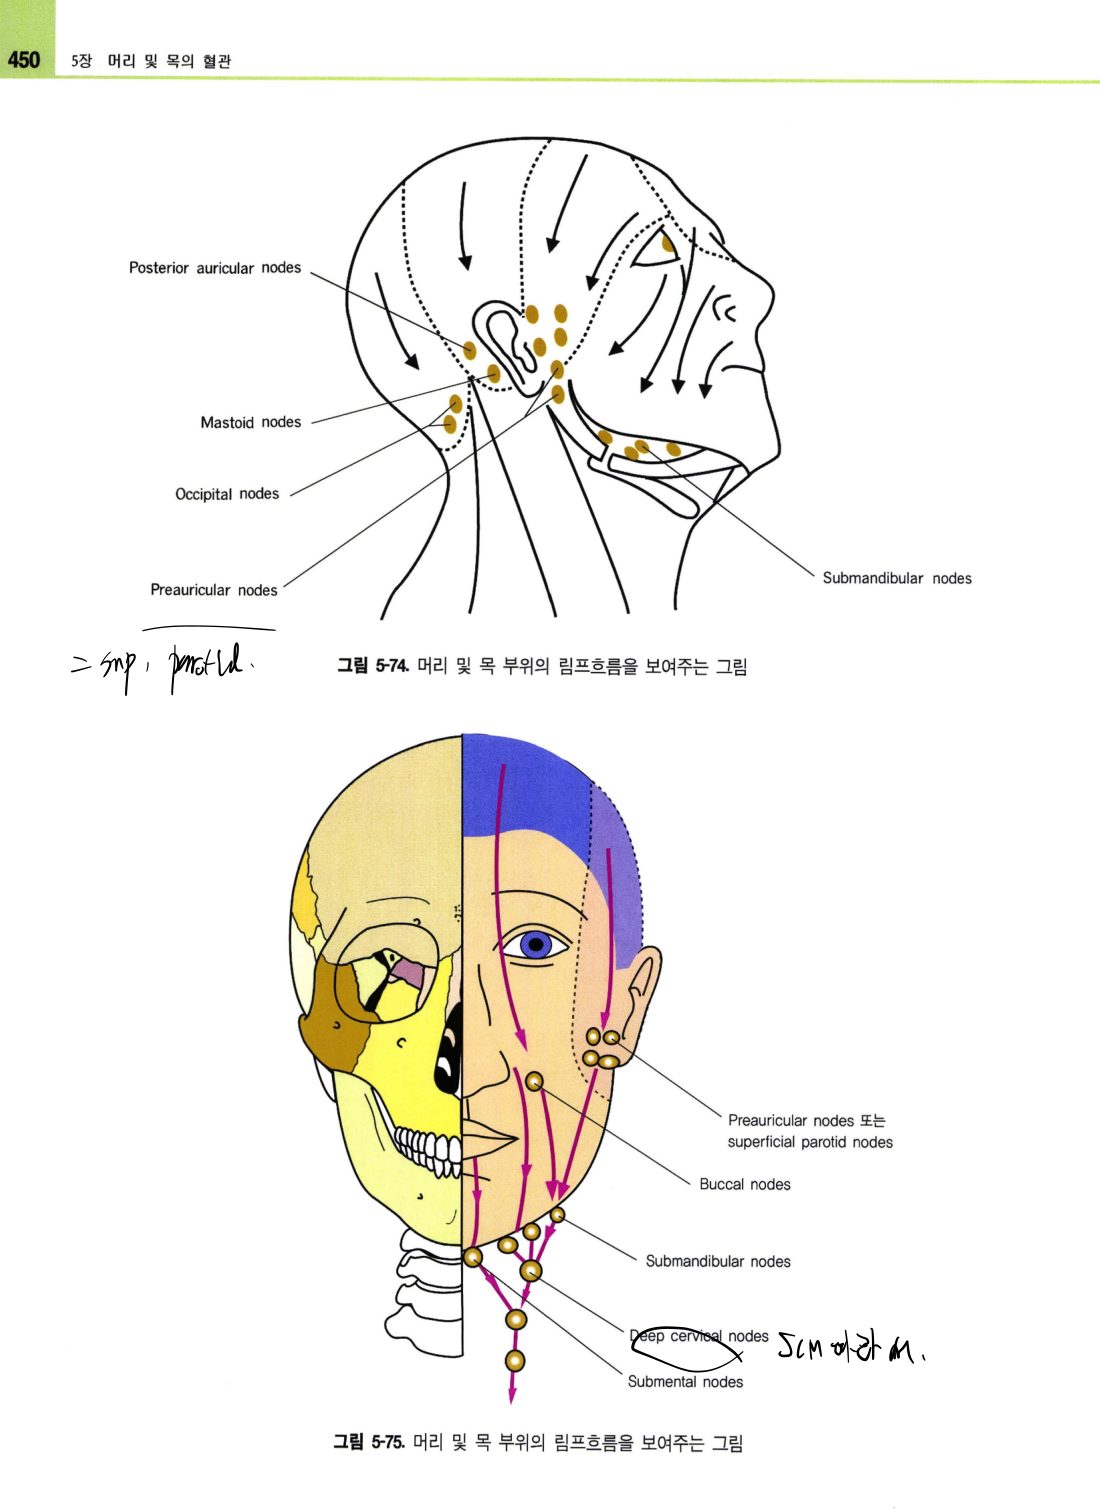 450 5장 머리 및 목의 혈관
Posterior auricular nodes
Mastoid nodes
Occipital nodes
Preauricular nodes
Submandibular nodes
= sup. parotid.
그림 5-74. 머리 및 목 부위의 림프흐름을 보여주는 그림
Preauricular nodes 또는
superficial parotid nodes
Buccal nodes
Submandibular nodes
Deep cervical nodes SCM
Submental nodes
그림 5-75. 머리 및 목 부위의 림프흐름을 보여주는 그림